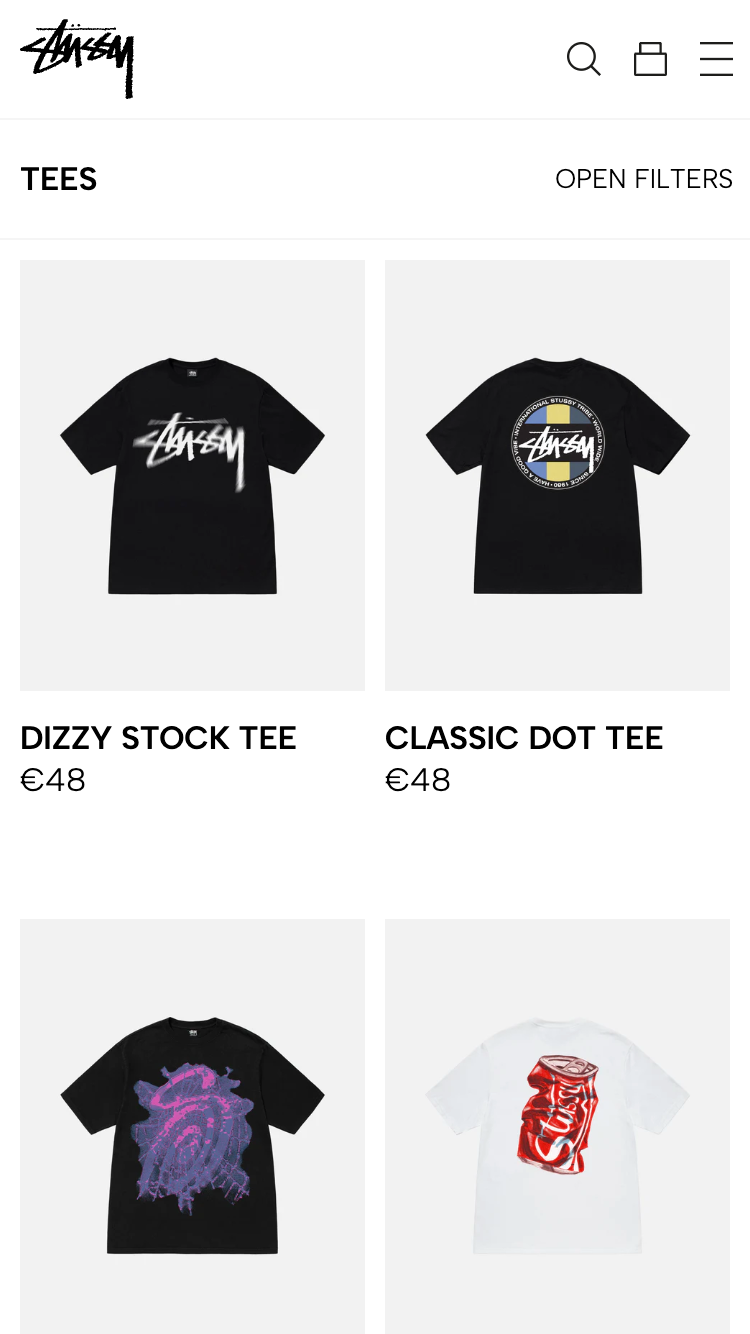 STÜSSY
TEES
OPEN FILTERS
STÜSSY
INTERNATIONAL STUSSY TRIBE • WORLD WIDE
STÜSSY
SINCE 1980 • HAVE A GOOD VIBE •
DIZZY STOCK TEE
CLASSIC DOT TEE
€48
€48
Stüssy